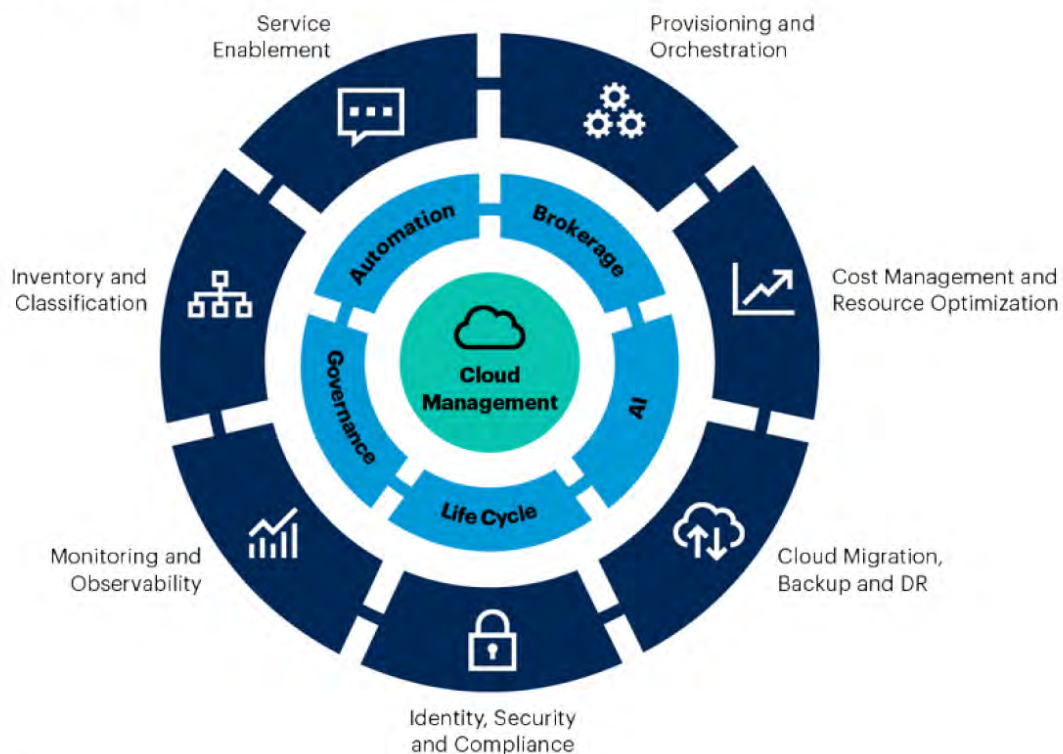 Service
Enablement
Provisioning and
Orchestration
Automation
Brokerage
Inventory and
Classification
Cost Management and
Resource Optimization
Cloud
Management
Governance
AI
Life Cycle
Monitoring and
Observability
Cloud Migration,
Backup and DR
Identity, Security
and Compliance